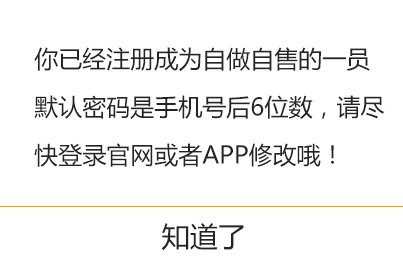 你已经注册成为自做自售的一员
默认密码是手机号后6位数，请尽
快登录官网或者APP修改哦！
知道了